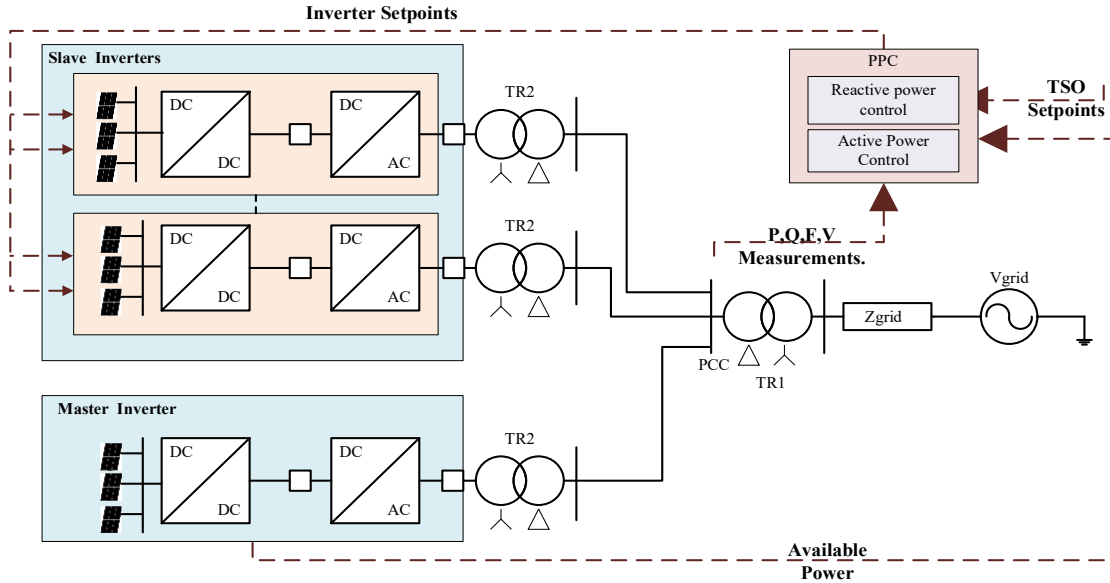 Inverter Setpoints
Slave Inverters
DC
DC
DC
AC
TR2
PPC
Reactive power
control
Active Power
Control
TSO
Setpoints
DC
DC
DC
AC
TR2
P,Q,F,V
Measurements.
Vgrid
Zgrid
PCC
TR1
Master Inverter
DC
DC
DC
AC
TR2
Available
Power